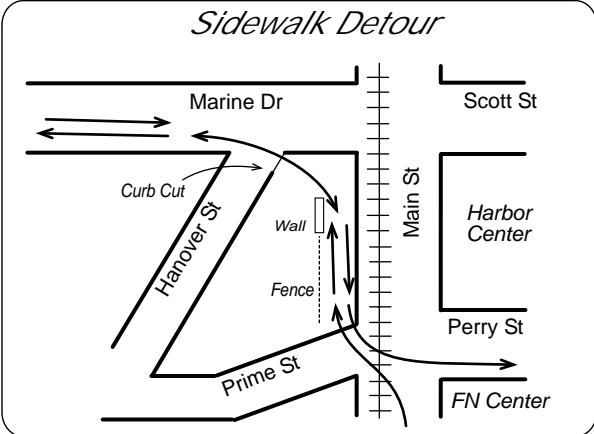 Sidewalk Detour
Marine Dr
Scott St
Curb Cut
Hanover St
Wall
Main St
Harbor
Center
Fence
Perry St
Prime St
FN Center